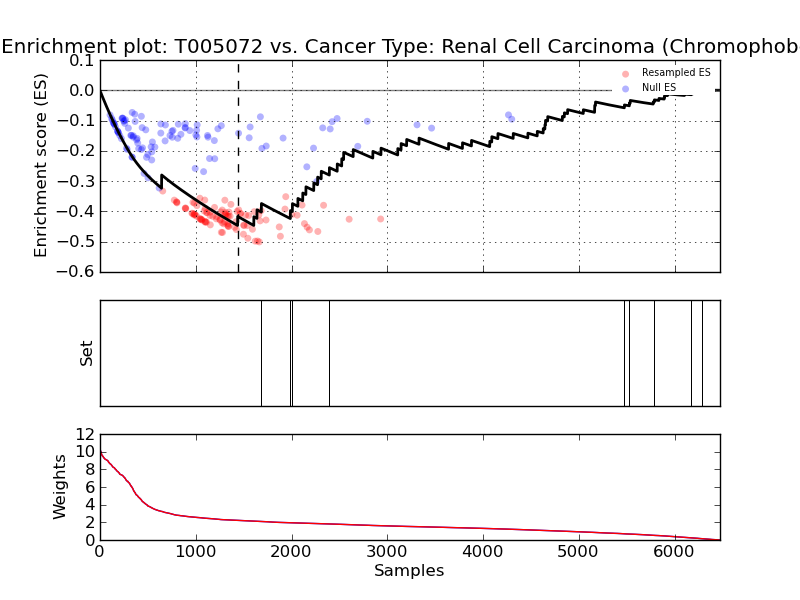 Enrichment plot: T005072 vs. Cancer Type: Renal Cell Carcinoma (Chromophob
0.1
0.0
−0.1
−0.2
−0.3
−0.4
−0.5
−0.6
Enrichment score (ES)
Resampled ES
Null ES
Set
12
10
8
6
4
2
0
Weights
0 1000 2000 3000 4000 5000 6000
Samples